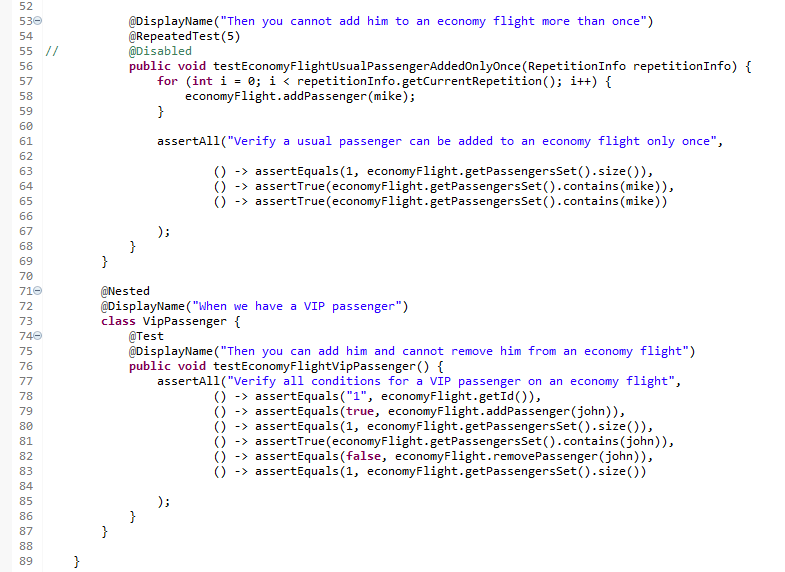 52
53 @DisplayName("Then you cannot add him to an economy flight more than once")
54 @RepeatedTest(5)
55 // @Disabled
56 public void testEconomyFlightUsualPassengerAddedOnlyOnce(RepetitionInfo repetitionInfo) {
57 for (int i = 0; i < repetitionInfo.getCurrentRepetition(); i++) {
58 economyFlight.addPassenger(mike);
59 }
60
61 assertAll("Verify a usual passenger can be added to an economy flight only once",
62
63 () -> assertEquals(1, economyFlight.getPassengersSet().size()),
64 () -> assertTrue(economyFlight.getPassengersSet().contains(mike)),
65 () -> assertTrue(economyFlight.getPassengersSet().contains(mike))
66
67 );
68 }
69 }
70
71 @Nested
72 @DisplayName("When we have a VIP passenger")
73 class VipPassenger {
74 @Test
75 @DisplayName("Then you can add him and cannot remove him from an economy flight")
76 public void testEconomyFlightVipPassenger() {
77 assertAll("Verify all conditions for a VIP passenger on an economy flight",
78 () -> assertEquals("1", economyFlight.getId()),
79 () -> assertEquals(true, economyFlight.addPassenger(john)),
80 () -> assertEquals(1, economyFlight.getPassengersSet().size()),
81 () -> assertTrue(economyFlight.getPassengersSet().contains(john)),
82 () -> assertEquals(false, economyFlight.removePassenger(john)),
83 () -> assertEquals(1, economyFlight.getPassengersSet().size())
84
85 );
86 }
87 }
88
89 }